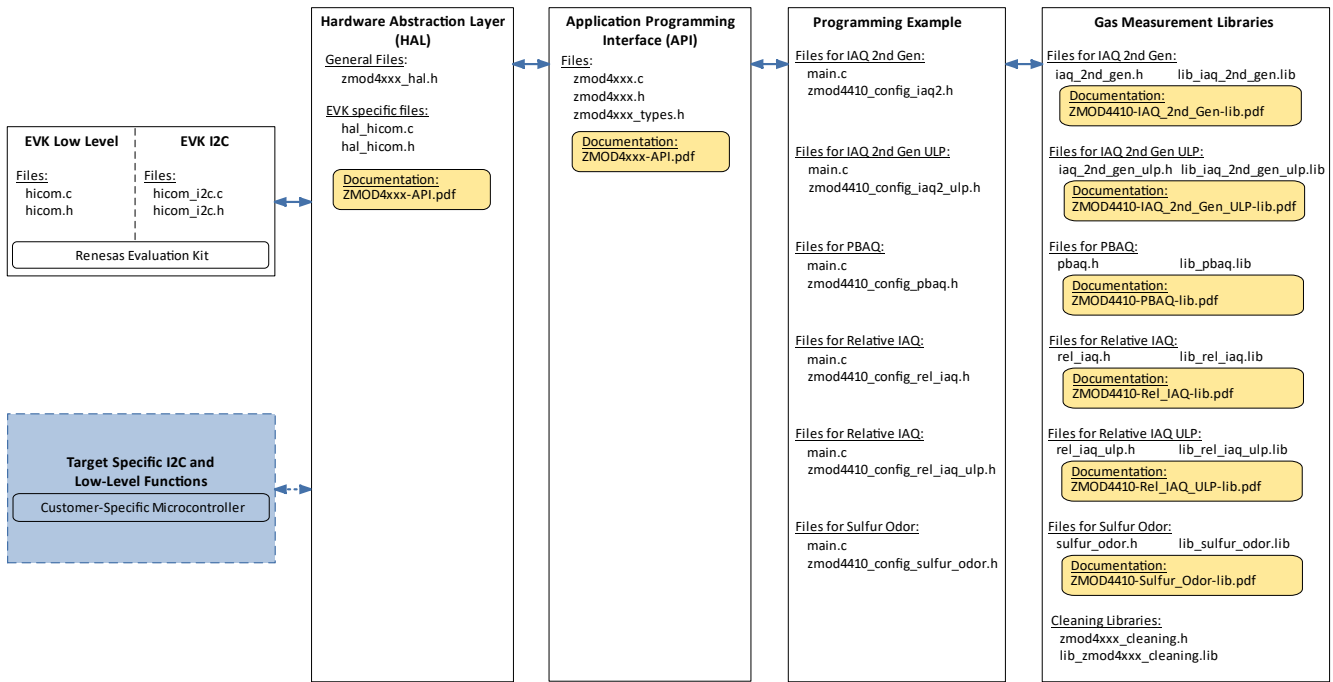 EVK Low Level
Files:
hicom.c
hicom.h
EVK I2C
Files:
hicom_i2c.c
hicom_i2c.h
Renesas Evaluation Kit
Target Specific I2C and
Low-Level Functions
Customer-Specific Microcontroller
Hardware Abstraction Layer
(HAL)
General Files:
zmod4xxx_hal.h
EVK specific files:
hal_hicom.c
hal_hicom.h
Documentation:
ZMOD4xxx-API.pdf
Application Programming
Interface (API)
Files:
zmod4xxx.c
zmod4xxx.h
zmod4xxx_types.h
Documentation:
ZMOD4xxx-API.pdf
Programming Example
Files for IAQ 2nd Gen:
main.c
zmod4410_config_iaq2.h
Files for IAQ 2nd Gen ULP:
main.c
zmod4410_config_iaq2_ulp.h
Files for PBAQ:
main.c
zmod4410_config_pbaq.h
Files for Relative IAQ:
main.c
zmod4410_config_rel_iaq.h
Files for Relative IAQ:
main.c
zmod4410_config_rel_iaq_ulp.h
Files for Sulfur Odor:
main.c
zmod4410_config_sulfur_odor.h
Gas Measurement Libraries
Files for IAQ 2nd Gen:
iaq_2nd_gen.h lib_iaq_2nd_gen.lib
Documentation:
ZMOD4410-IAQ_2nd_Gen-lib.pdf
Files for IAQ 2nd Gen ULP:
iaq_2nd_gen_ulp.h lib_iaq_2nd_gen_ulp.lib
Documentation:
ZMOD4410-IAQ_2nd_Gen_ULP-lib.pdf
Files for PBAQ:
pbaq.h lib_pbaq.lib
Documentation:
ZMOD4410-PBAQ-lib.pdf
Files for Relative IAQ:
rel_iaq.h lib_rel_iaq.lib
Documentation:
ZMOD4410-Rel_IAQ-lib.pdf
Files for Relative IAQ ULP:
rel_iaq_ulp.h lib_rel_iaq_ulp.lib
Documentation:
ZMOD4410-Rel_IAQ_ULP-lib.pdf
Files for Sulfur Odor:
sulfur_odor.h lib_sulfur_odor.lib
Documentation:
ZMOD4410-Sulfur_Odor-lib.pdf
Cleaning Libraries:
zmod4xxx_cleaning.h
lib_zmod4xxx_cleaning.lib